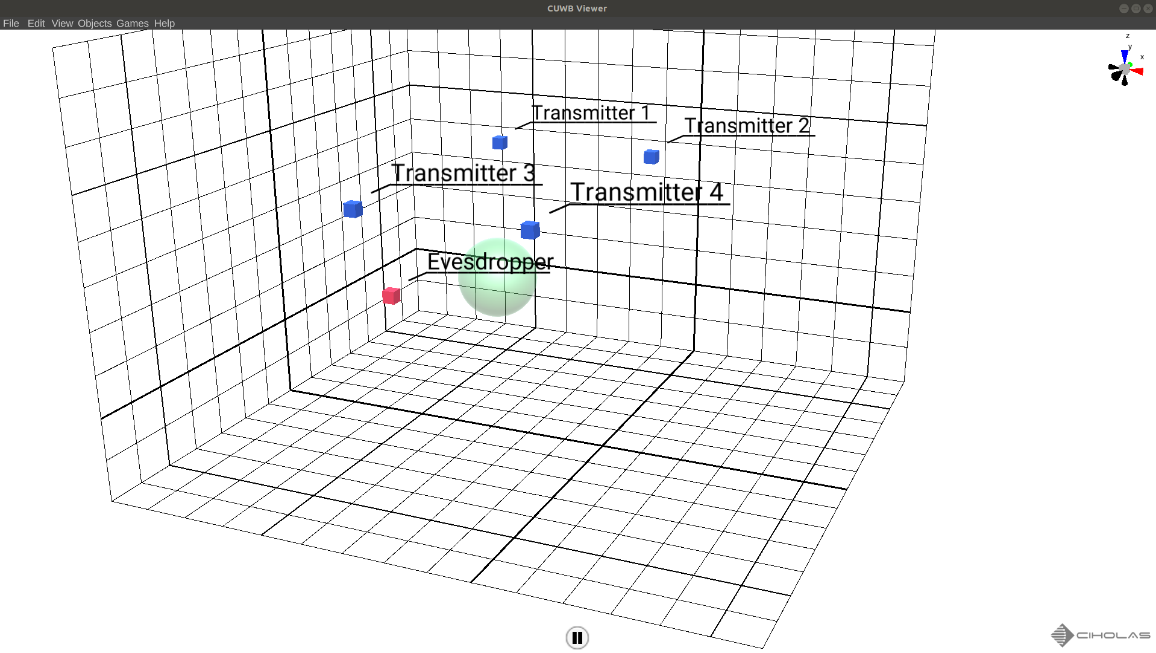 CUWB Viewer
File Edit View Objects Games Help
z
y
x
Transmitter 1
Transmitter 2
Transmitter 3
Transmitter 4
Evesdropper
CIHOLAS